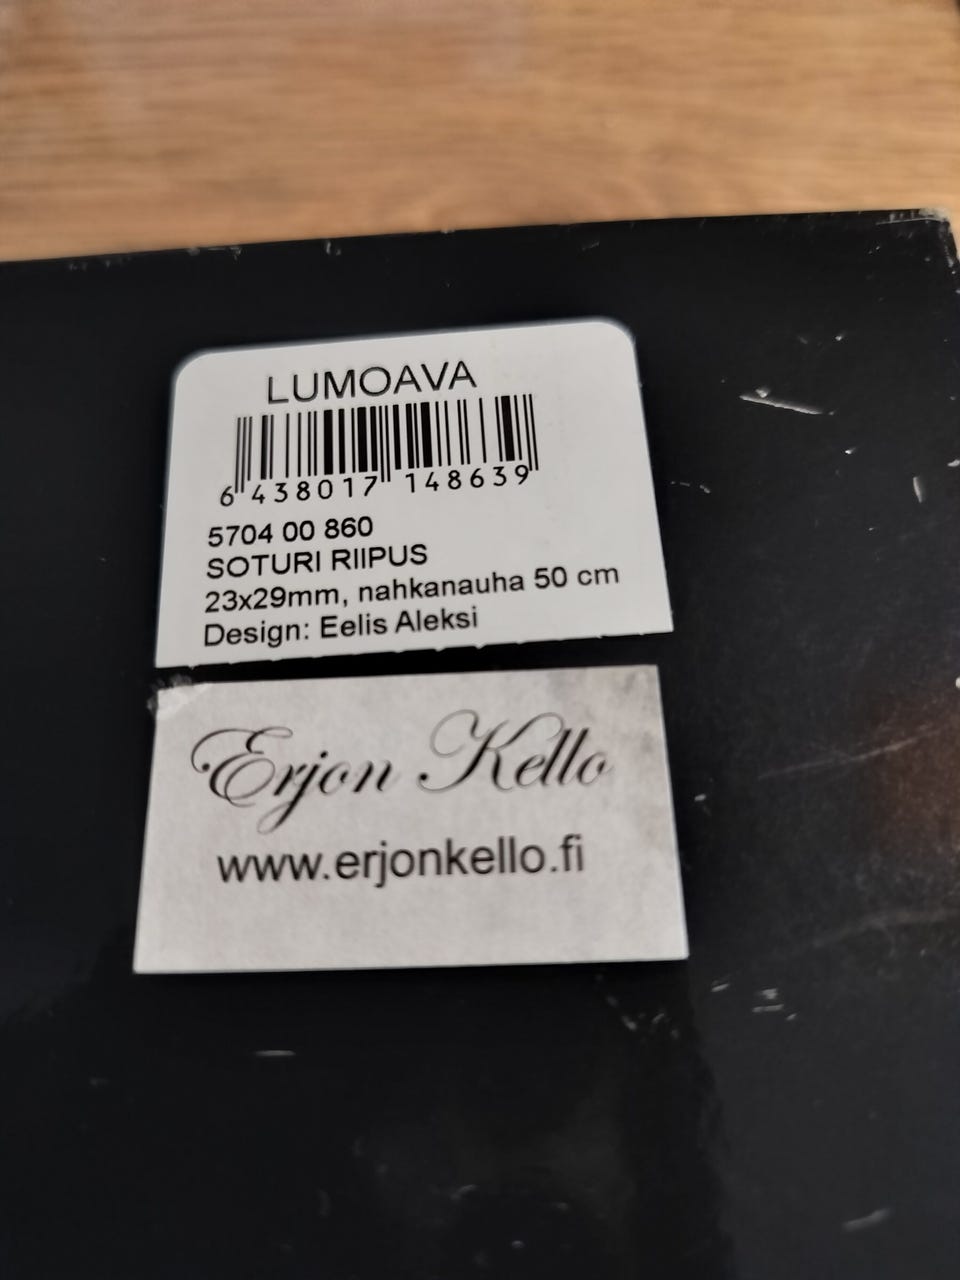 LUMOAVA
6 438017 148639
5704 00 860
SOTURI RIIPUS
23x29mm, nahkanauha 50 cm
Design: Eelis Aleksi
Erjon Kello
www.erjonkello.fi